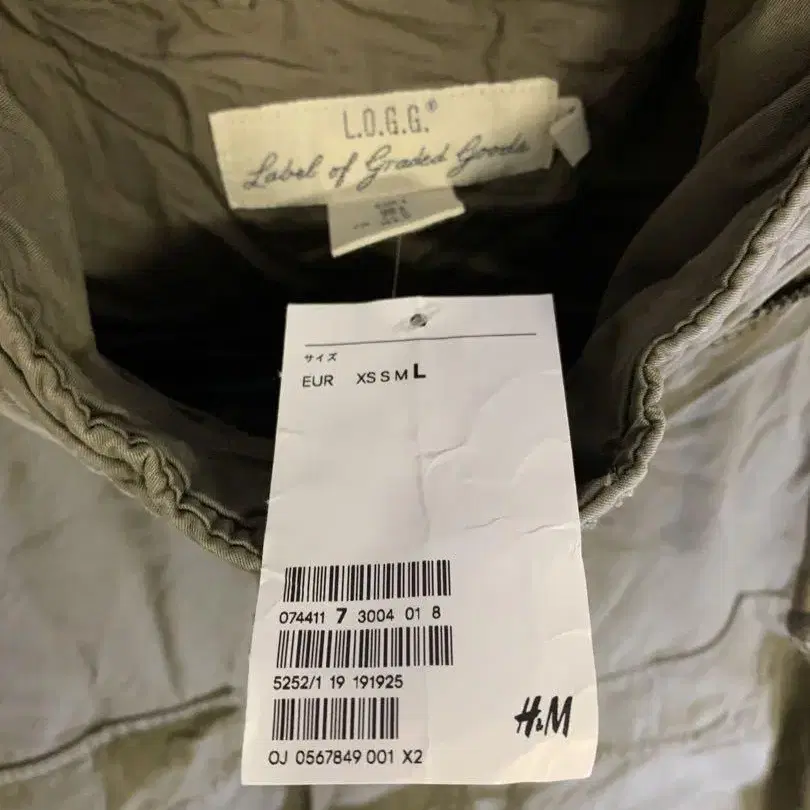 L.O.G.G.®
Label of Graded Goods
サイズ
EUR XS S M L
074411 7 3004 01 8
5252/1 19 191925
H&M
OJ 0567849 001 X2